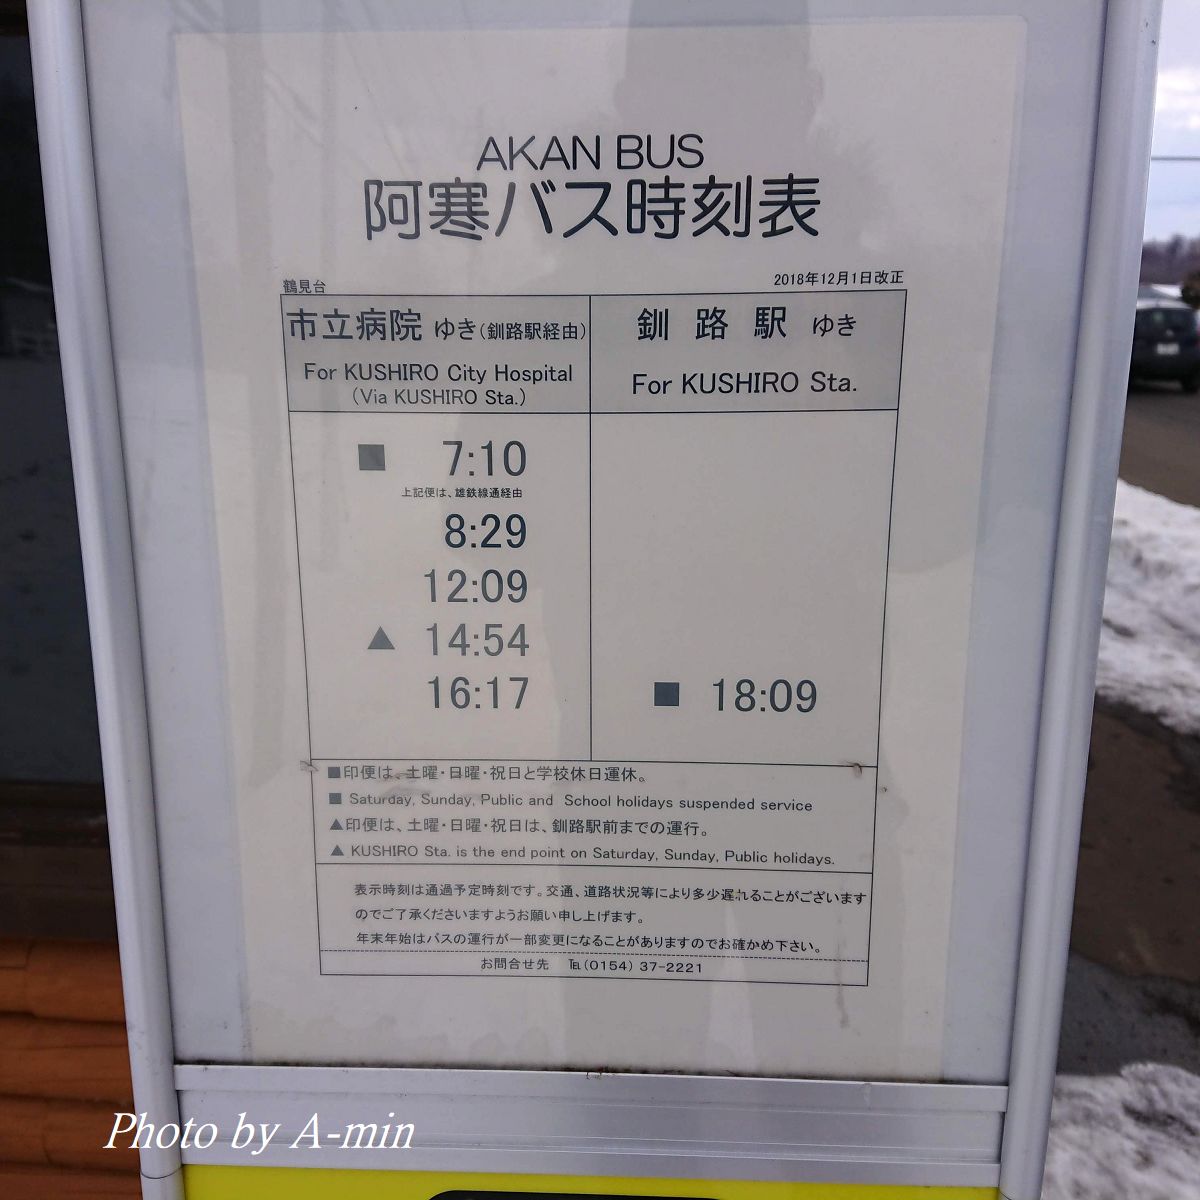 AKAN BUS
阿寒バス時刻表
鶴見台
2018年12月1日改正
市立病院 ゆき(釧路駅経由)
For KUSHIRO City Hospital
(Via KUSHIRO Sta.)
釧 路 駅 ゆき
For KUSHIRO Sta.
■ 7:10
上記便は、雄鉄線通経由
8:29
12:09
▲ 14:54
16:17
■ 18:09
■印便は、土曜・日曜・祝日と学校休日運休。
■ Saturday, Sunday, Public and School holidays suspended service
▲印便は、土曜・日曜・祝日は、釧路駅前までの運行。
▲ KUSHIRO Sta. is the end point on Saturday, Sunday, Public holidays.
表示時刻は通過予定時刻です。交通、道路状況等により多少遅れることがございます
のでご了承くださいますようお願い申し上げます。
年末年始はバスの運行が一部変更になることがありますのでお確かめ下さい。
お問合せ先 ℡(0154) 37-2221
Photo by A-min